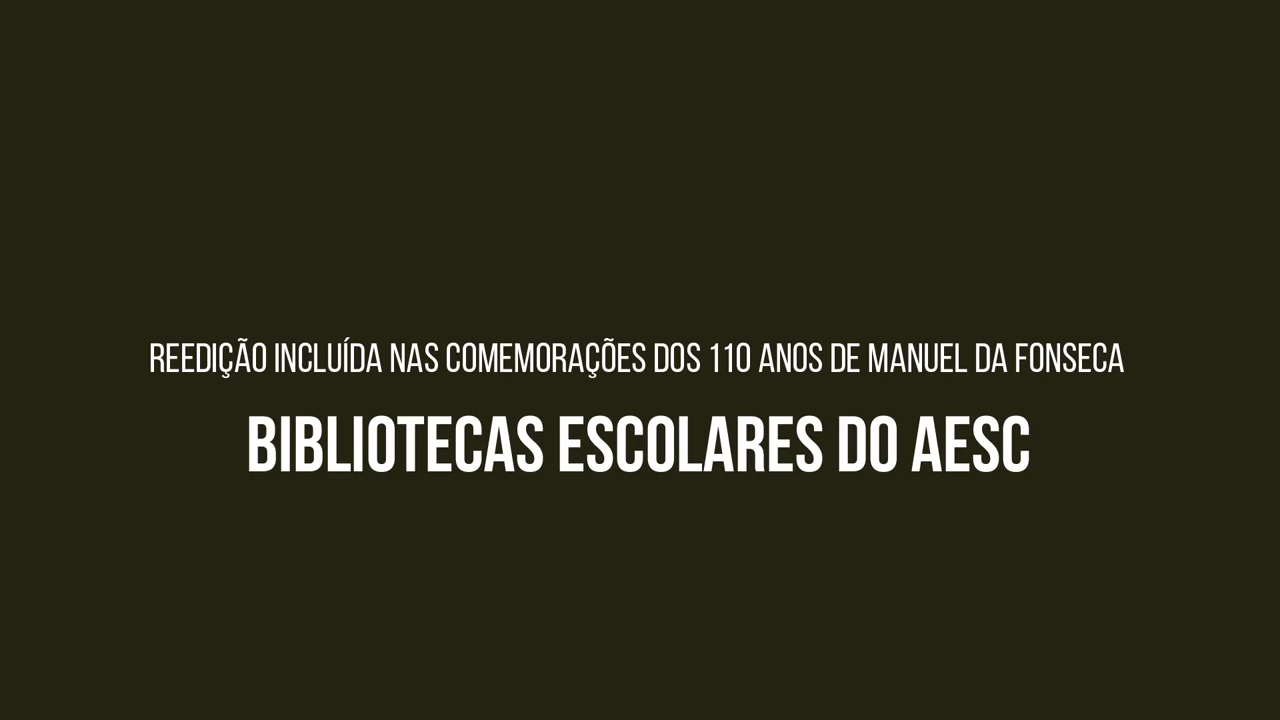 REEDIÇÃO INCLUÍDA NAS COMEMORAÇÕES DOS 110 ANOS DE MANUEL DA FONSECA
BIBLIOTECAS ESCOLARES DO AESC